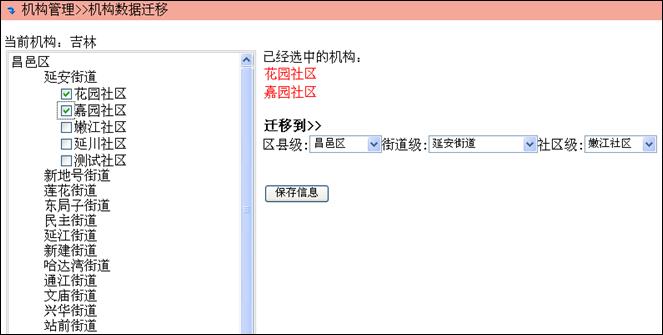 机构管理>>机构数据迁移
当前机构：吉林
昌邑区
延安街道
花园社区
嘉园社区
嫩江社区
延川社区
测试社区
新地号街道
莲花街道
东局子街道
民主街道
延江街道
新建街道
哈达湾街道
通江街道
文庙街道
兴华街道
站前街道
已经选中的机构：
花园社区
嘉园社区
迁移到>>
区县级：昌邑区 街道级：延安街道 社区级：嫩江社区
保存信息